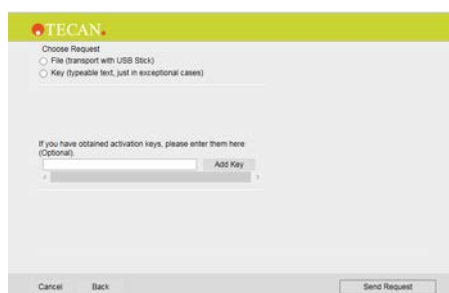 TECAN.
Choose Request
File (transport with USB Stick)
Key (typeable text, just in exceptional cases)
If you have obtained activation keys, please enter them here
(Optional).
Add Key
Cancel Back Send Request